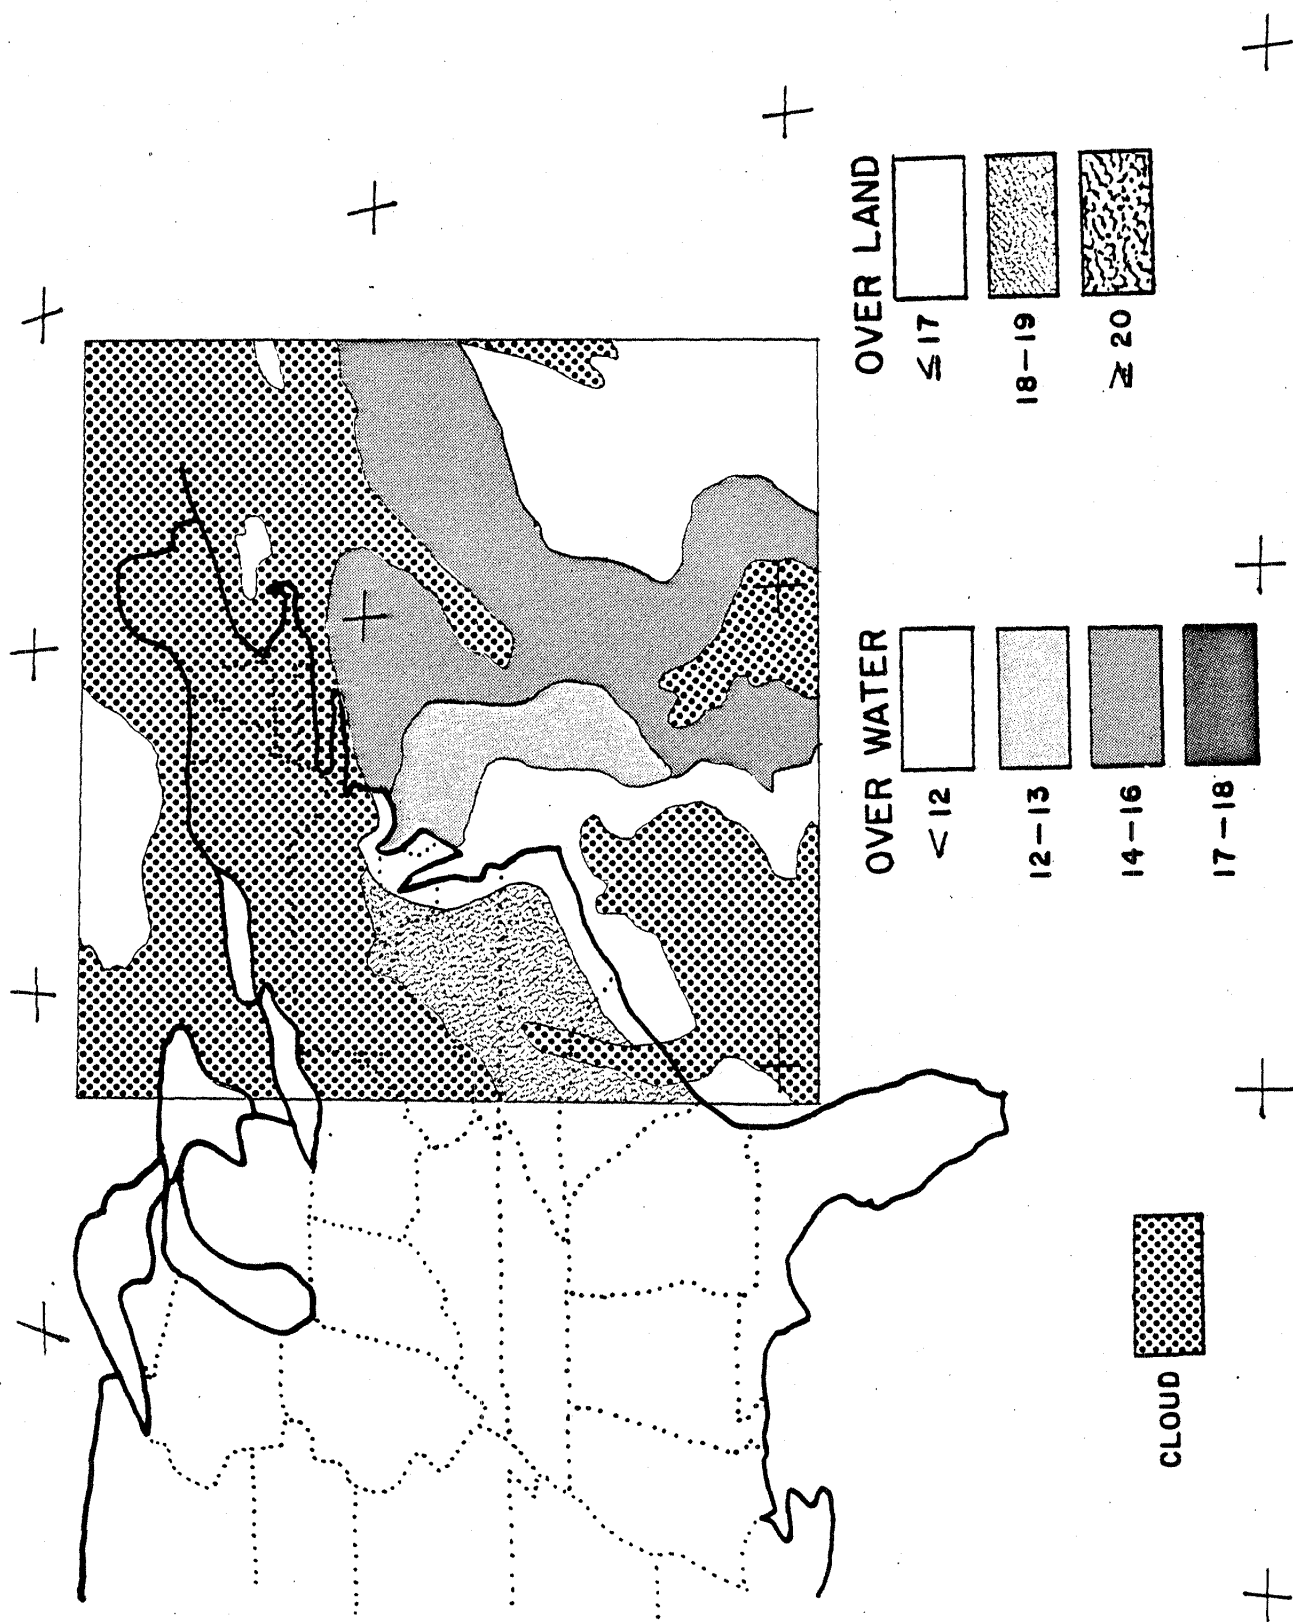 OVER LAND
≤17
18-19
≥ 20
OVER WATER
<12
12-13
14-16
17-18
CLOUD